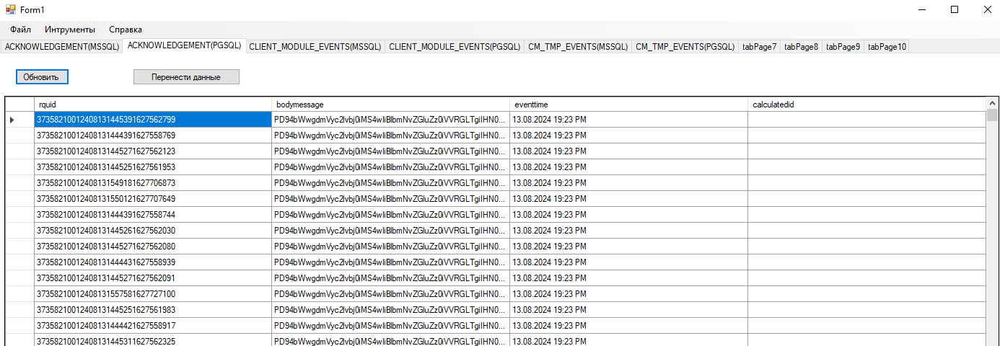 Form1
Файл Интрументы Справка
ACKNOWLEDGEMENT(MSSQL) ACKNOWLEDGEMENT(PGSQL) CLIENT_MODULE_EVENTS(MSSQL) CLIENT_MODULE_EVENTS(PGSQL) CM_TMP_EVENTS(MSSQL) CM_TMP_EVENTS(PGSQL) tabPage7 tabPage8 tabPage9 tabPage10
Обновить Перенести данные
rquid bodymessage eventtime calculatedid
37358210012408131445391627562799 PD94bWwgdmVyc2lvbj0iMS4wIiBlbmNvZGluZz0iVVRGLTgiIHN0... 13.08.2024 19:23 PM
37358210012408131444391627558769 PD94bWwgdmVyc2lvbj0iMS4wIiBlbmNvZGluZz0iVVRGLTgiIHN0... 13.08.2024 19:23 PM
37358210012408131445271627562123 PD94bWwgdmVyc2lvbj0iMS4wIiBlbmNvZGluZz0iVVRGLTgiIHN0... 13.08.2024 19:23 PM
37358210012408131445251627561953 PD94bWwgdmVyc2lvbj0iMS4wIiBlbmNvZGluZz0iVVRGLTgiIHN0... 13.08.2024 19:23 PM
37358210012408131549181627706873 PD94bWwgdmVyc2lvbj0iMS4wIiBlbmNvZGluZz0iVVRGLTgiIHN0... 13.08.2024 19:23 PM
37358210012408131550121627707649 PD94bWwgdmVyc2lvbj0iMS4wIiBlbmNvZGluZz0iVVRGLTgiIHN0... 13.08.2024 19:23 PM
37358210012408131444391627558744 PD94bWwgdmVyc2lvbj0iMS4wIiBlbmNvZGluZz0iVVRGLTgiIHN0... 13.08.2024 19:23 PM
37358210012408131445261627562030 PD94bWwgdmVyc2lvbj0iMS4wIiBlbmNvZGluZz0iVVRGLTgiIHN0... 13.08.2024 19:23 PM
37358210012408131445271627562080 PD94bWwgdmVyc2lvbj0iMS4wIiBlbmNvZGluZz0iVVRGLTgiIHN0... 13.08.2024 19:23 PM
37358210012408131444431627558939 PD94bWwgdmVyc2lvbj0iMS4wIiBlbmNvZGluZz0iVVRGLTgiIHN0... 13.08.2024 19:23 PM
37358210012408131445271627562091 PD94bWwgdmVyc2lvbj0iMS4wIiBlbmNvZGluZz0iVVRGLTgiIHN0... 13.08.2024 19:23 PM
37358210012408131557581627727100 PD94bWwgdmVyc2lvbj0iMS4wIiBlbmNvZGluZz0iVVRGLTgiIHN0... 13.08.2024 19:23 PM
37358210012408131445251627561983 PD94bWwgdmVyc2lvbj0iMS4wIiBlbmNvZGluZz0iVVRGLTgiIHN0... 13.08.2024 19:23 PM
37358210012408131444421627558917 PD94bWwgdmVyc2lvbj0iMS4wIiBlbmNvZGluZz0iVVRGLTgiIHN0... 13.08.2024 19:23 PM
37358210012408131445311627562325 PD94bWwgdmVyc2lvbj0iMS4wIiBlbmNvZGluZz0iVVRGLTgiIHN0... 13.08.2024 19:23 PM